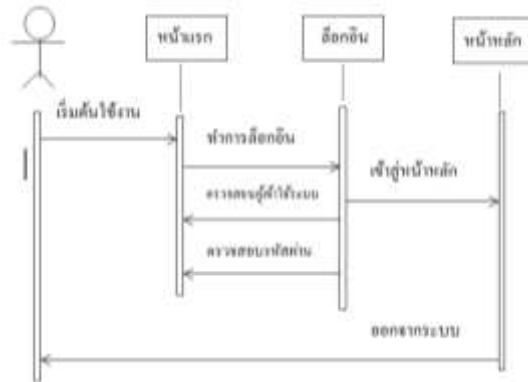 หน้าแรก
ล็อกอิน
หน้าหลัก
เริ่มต้นใช้งาน
ทำการล็อกอิน
เข้าสู่หน้าหลัก
ตรวจสอบผู้เข้าใช้ระบบ
ตรวจสอบรหัสผ่าน
ออกจากระบบ